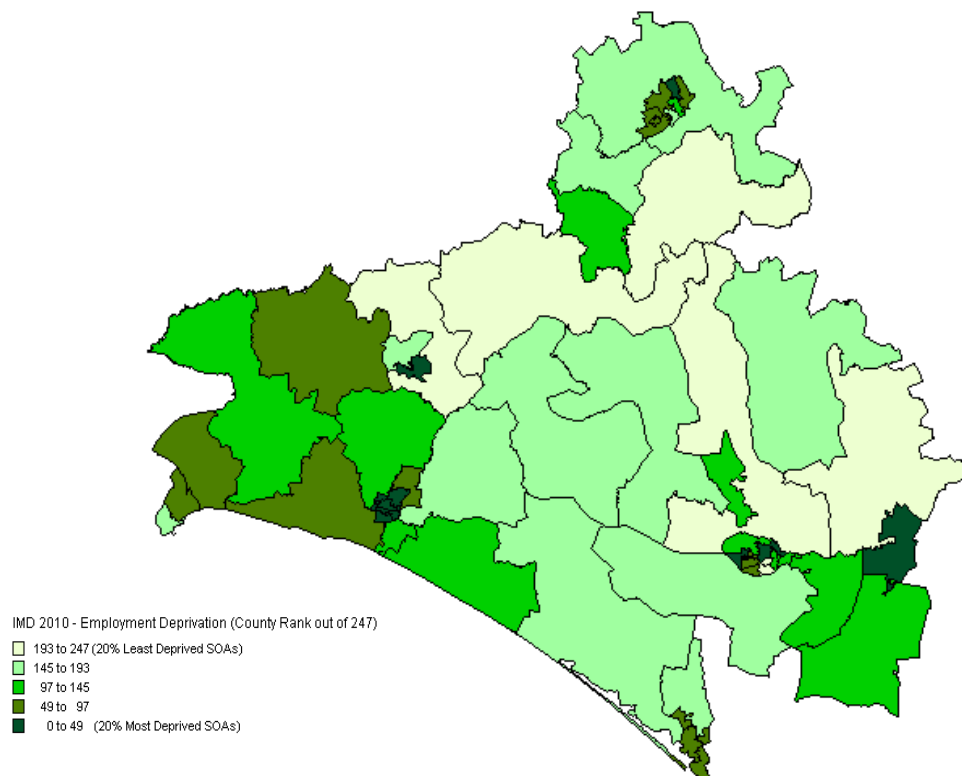 IMD 2010 - Employment Deprivation (County Rank out of 247)
193 to 247 (20% Least Deprived SOAs)
145 to 193
97 to 145
49 to 97
0 to 49 (20% Most Deprived SOAs)